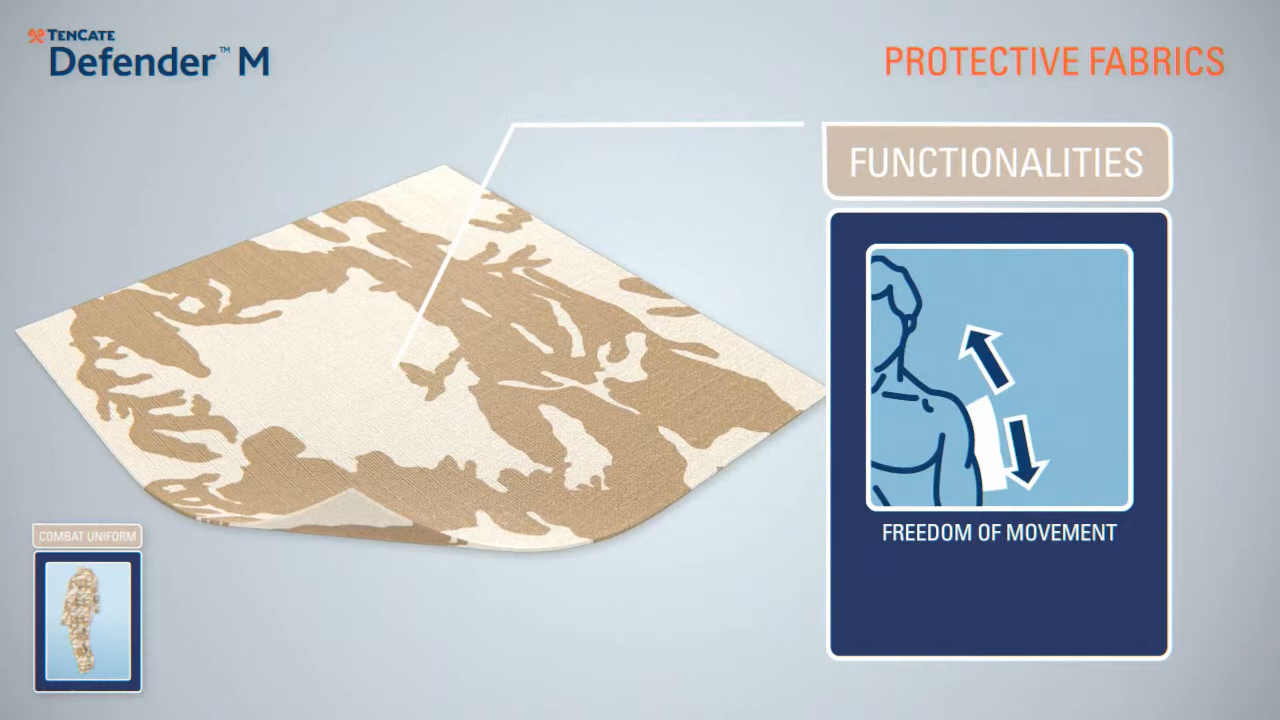 TENCATE
Defender™ M
PROTECTIVE FABRICS
FUNCTIONALITIES
FREEDOM OF MOVEMENT
COMBAT UNIFORM